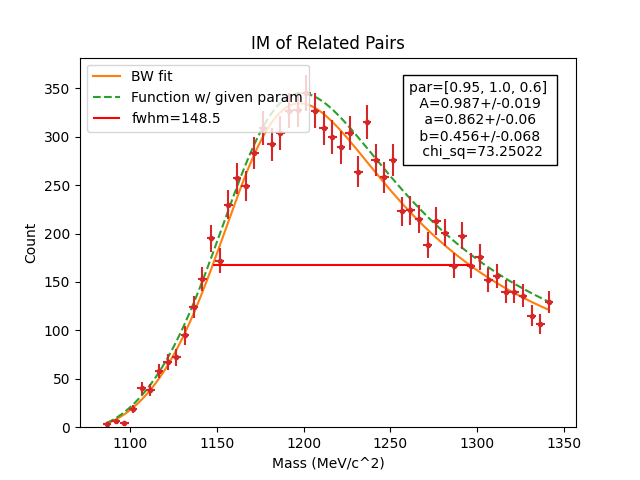 IM of Related Pairs
BW fit
Function w/ given param
fwhm=148.5
par=[0.95, 1.0, 0.6]
A=0.987+/-0.019
a=0.862+/-0.06
b=0.456+/-0.068
chi_sq=73.25022
Count
350
300
250
200
150
100
50
0
1100
1150
1200
1250
1300
1350
Mass (MeV/c^2)